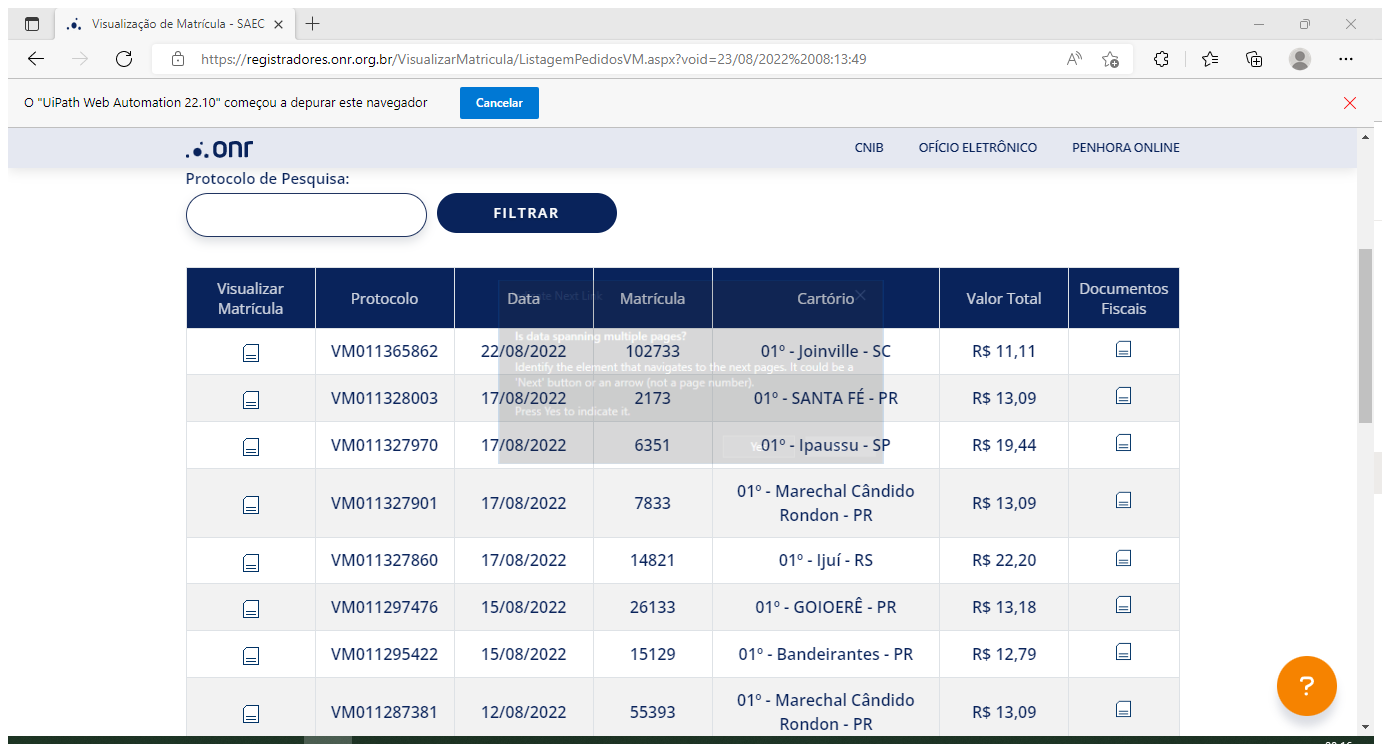 Visualização de Matrícula - SAEC
https://registradores.onr.org.br/VisualizarMatricula/ListagemPedidosVM.aspx?void=23/08/2022%2008:13:49
O "UiPath Web Automation 22.10" começou a depurar este navegador
Cancelar
onr
CNIB OFÍCIO ELETRÔNICO PENHORA ONLINE
Protocolo de Pesquisa:
FILTRAR
Visualizar Matrícula Protocolo Data Matrícula Cartório Valor Total Documentos Fiscais
Next Link
Is data spanning multiple pages?
VM011365862 22/08/2022 102733 01º - Joinville - SC R$ 11,11
Identify the element that navigates to the next pages. It could be a
'Next' button or an arrow (not a page number).
VM011328003 17/08/2022 2173 01º - SANTA FÉ - PR R$ 13,09
Press Yes to indicate it.
VM011327970 17/08/2022 6351 01º - Ipaussu - SP R$ 19,44
VM011327901 17/08/2022 7833 01º - Marechal Cândido Rondon - PR R$ 13,09
VM011327860 17/08/2022 14821 01º - Ijuí - RS R$ 22,20
VM011297476 15/08/2022 26133 01º - GOIOERÊ - PR R$ 13,18
VM011295422 15/08/2022 15129 01º - Bandeirantes - PR R$ 12,79
VM011287381 12/08/2022 55393 01º - Marechal Cândido Rondon - PR R$ 13,09
?